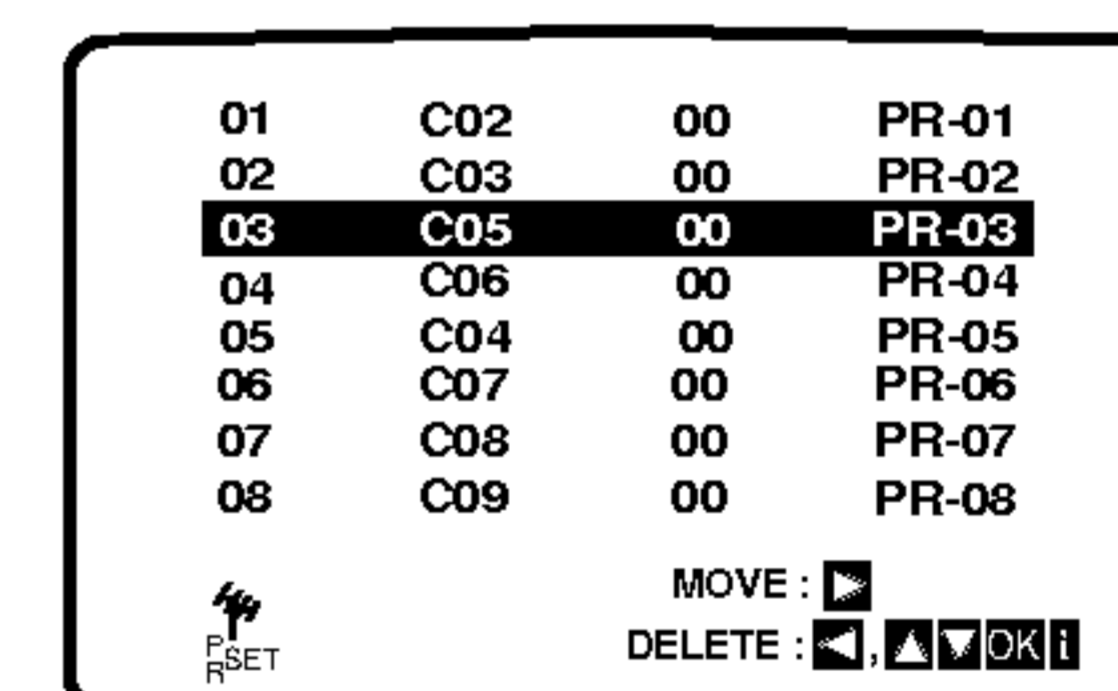 01 C02 00 PR-01
02 C03 00 PR-02
03 C05 00 PR-03
04 C06 00 PR-04
05 C04 00 PR-05
06 C07 00 PR-06
07 C08 00 PR-07
08 C09 00 PR-08
MOVE : ▷
PR SET DELETE : ◁ , △ ▽ OK i